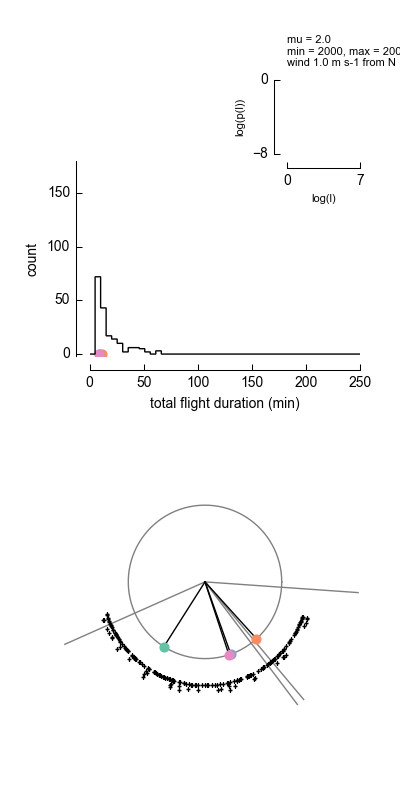 mu = 2.0
min = 2000, max = 200
wind 1.0 m s-1 from N
0
log(p(l))
−8
0 7
log(l)
150
100
50
0
count
0 50 100 150 200 250
total flight duration (min)